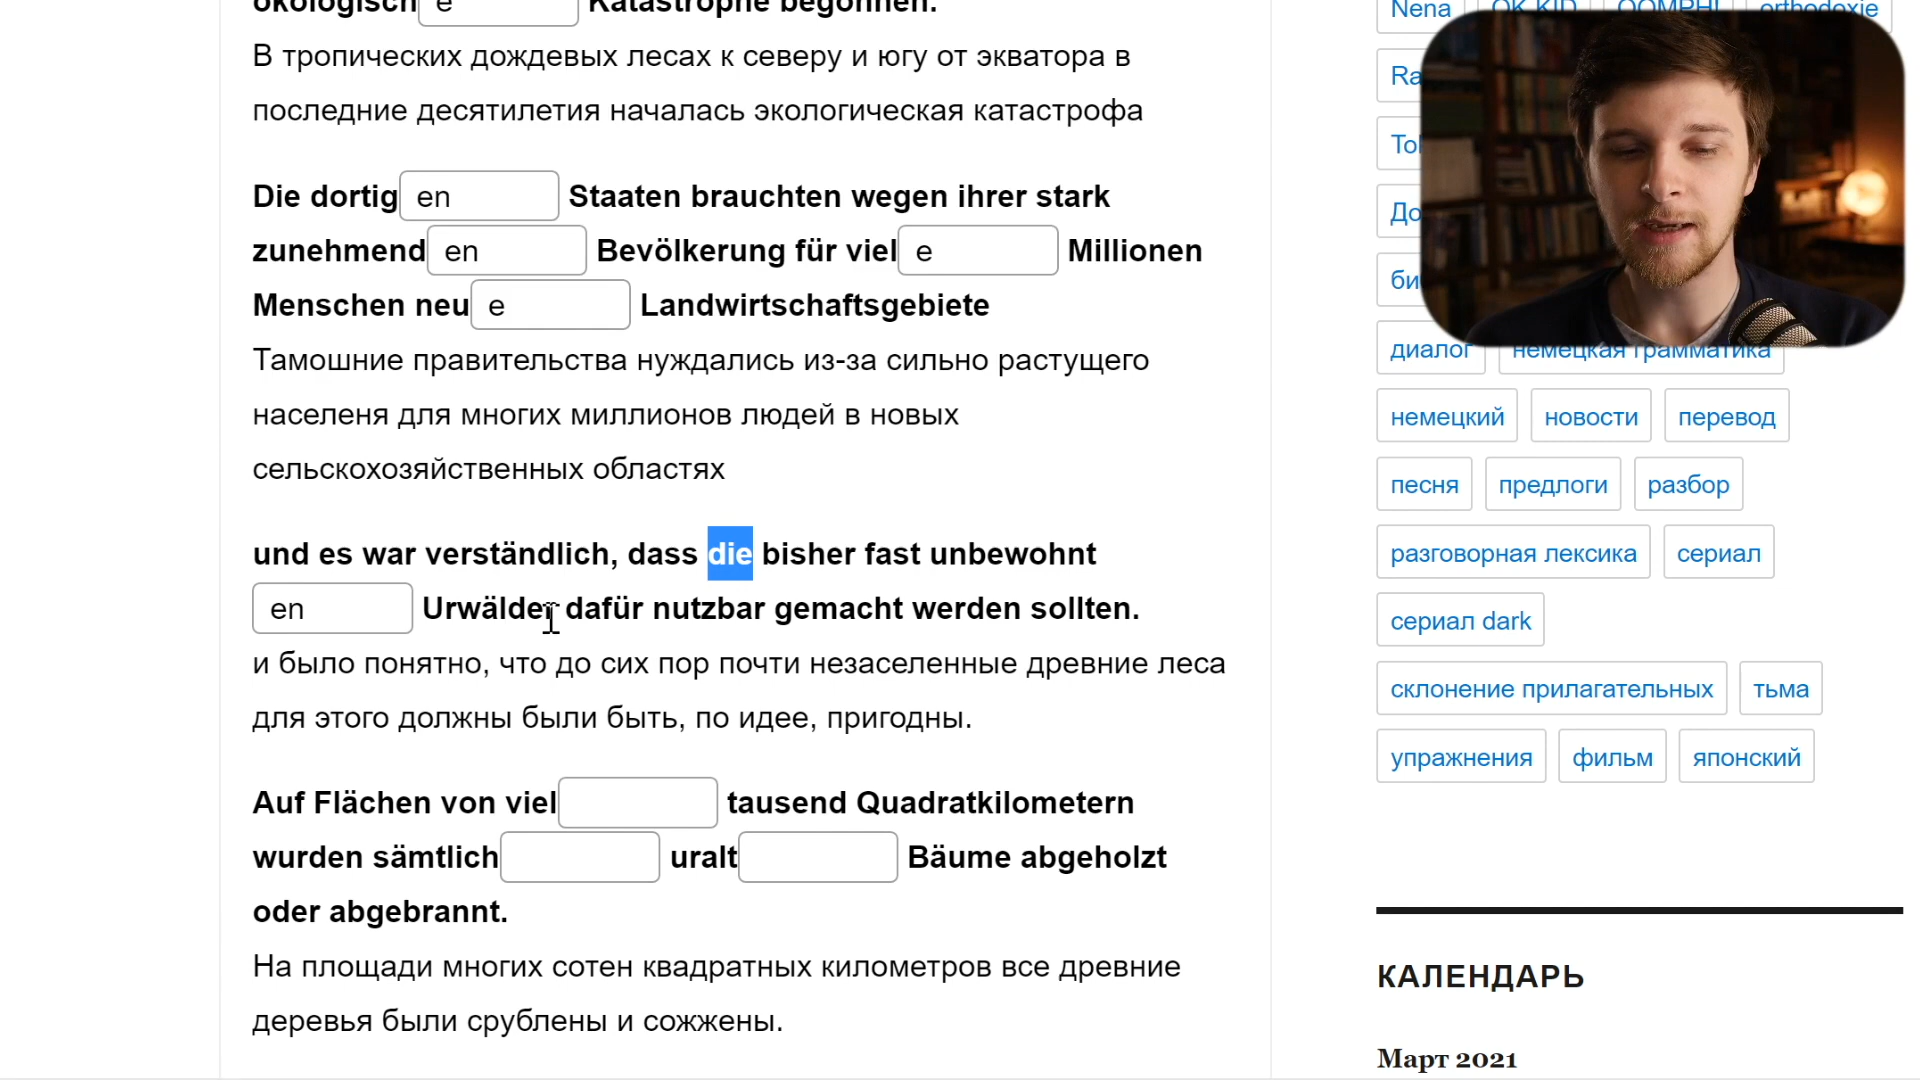 ökologisch e Katastrophe begonnen.
В тропических дождевых лесах к северу и югу от экватора в
последние десятилетия началась экологическая катастрофа
Die dortig en Staaten brauchten wegen ihrer stark
zunehmend en Bevölkerung für viel e Millionen
Menschen neu e Landwirtschaftsgebiete
Тамошние правительства нуждались из-за сильно растущего
населеня для многих миллионов людей в новых
сельскохозяйственных областях
und es war verständlich, dass die bisher fast unbewohnt
en Urwälder dafür nutzbar gemacht werden sollten.
и было понятно, что до сих пор почти незаселенные древние леса
для этого должны были быть, по идее, пригодны.
Auf Flächen von viel tausend Quadratkilometern
wurden sämtlich uralt Bäume abgeholzt
oder abgebrannt.
На площади многих сотен квадратных километров все древние
деревья были срублены и сожжены.
Nena OK KID OOMPH! orthodoxie
Ra
To
До
би
диалог немецкая грамматика
немецкий новости перевод
песня предлоги разбор
разговорная лексика сериал
сериал dark
склонение прилагательных тьма
упражнения фильм японский
КАЛЕНДАРЬ
Март 2021